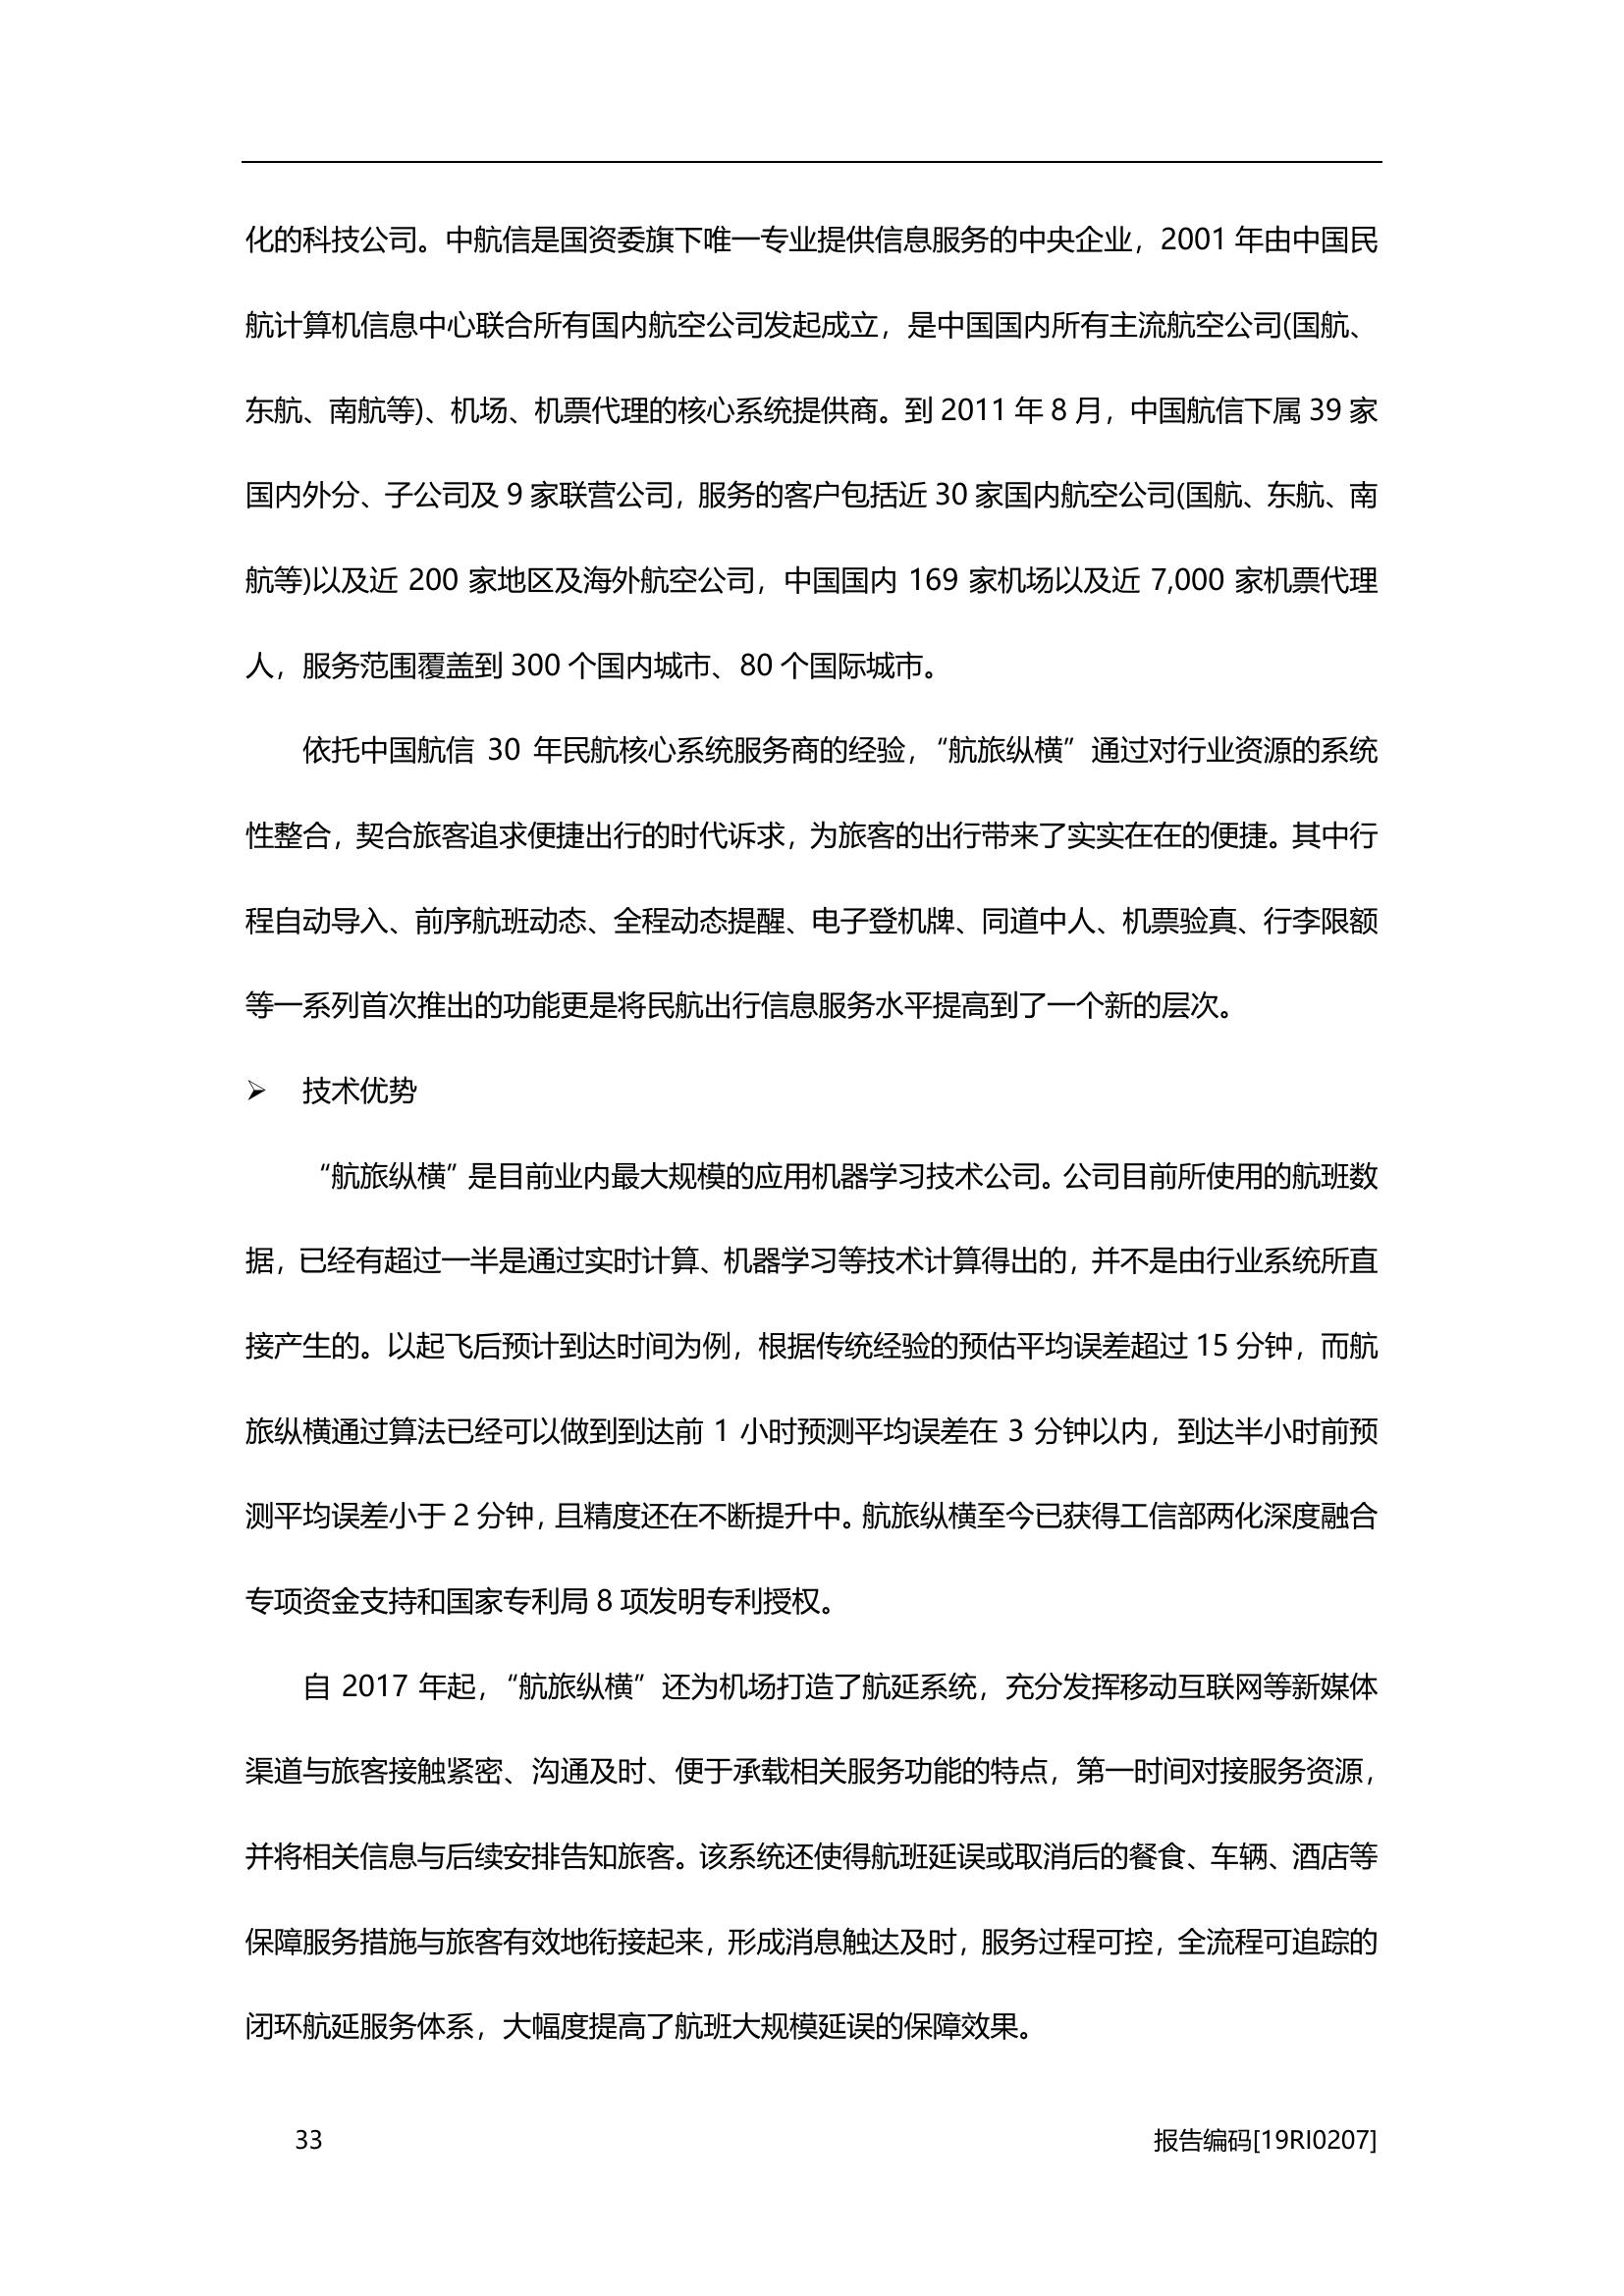 化的科技公司。中航信是国资委旗下唯一专业提供信息服务的中央企业，2001 年由中国民
航计算机信息中心联合所有国内航空公司发起成立，是中国国内所有主流航空公司(国航、
东航、南航等)、机场、机票代理的核心系统提供商。到 2011 年 8 月，中国航信下属 39 家
国内外分、子公司及 9 家联营公司，服务的客户包括近 30 家国内航空公司(国航、东航、南
航等)以及近 200 家地区及海外航空公司，中国国内 169 家机场以及近 7,000 家机票代理
人，服务范围覆盖到 300 个国内城市、80 个国际城市。
依托中国航信 30 年民航核心系统服务商的经验，“航旅纵横”通过对行业资源的系统
性整合，契合旅客追求便捷出行的时代诉求，为旅客的出行带来了实实在在的便捷。其中行
程自动导入、前序航班动态、全程动态提醒、电子登机牌、同道中人、机票验真、行李限额
等一系列首次推出的功能更是将民航出行信息服务水平提高到了一个新的层次。
➢ 技术优势
“航旅纵横”是目前业内最大规模的应用机器学习技术公司。公司目前所使用的航班数
据，已经有超过一半是通过实时计算、机器学习等技术计算得出的，并不是由行业系统所直
接产生的。以起飞后预计到达时间为例，根据传统经验的预估平均误差超过 15 分钟，而航
旅纵横通过算法已经可以做到到达前 1 小时预测平均误差在 3 分钟以内，到达半小时前预
测平均误差小于 2 分钟，且精度还在不断提升中。航旅纵横至今已获得工信部两化深度融合
专项资金支持和国家专利局 8 项发明专利授权。
自 2017 年起，“航旅纵横”还为机场打造了航延系统，充分发挥移动互联网等新媒体
渠道与旅客接触紧密、沟通及时、便于承载相关服务功能的特点，第一时间对接服务资源，
并将相关信息与后续安排告知旅客。该系统还使得航班延误或取消后的餐食、车辆、酒店等
保障服务措施与旅客有效地衔接起来，形成消息触达及时，服务过程可控，全流程可追踪的
闭环航延服务体系，大幅度提高了航班大规模延误的保障效果。
33 报告编码[19RI0207]